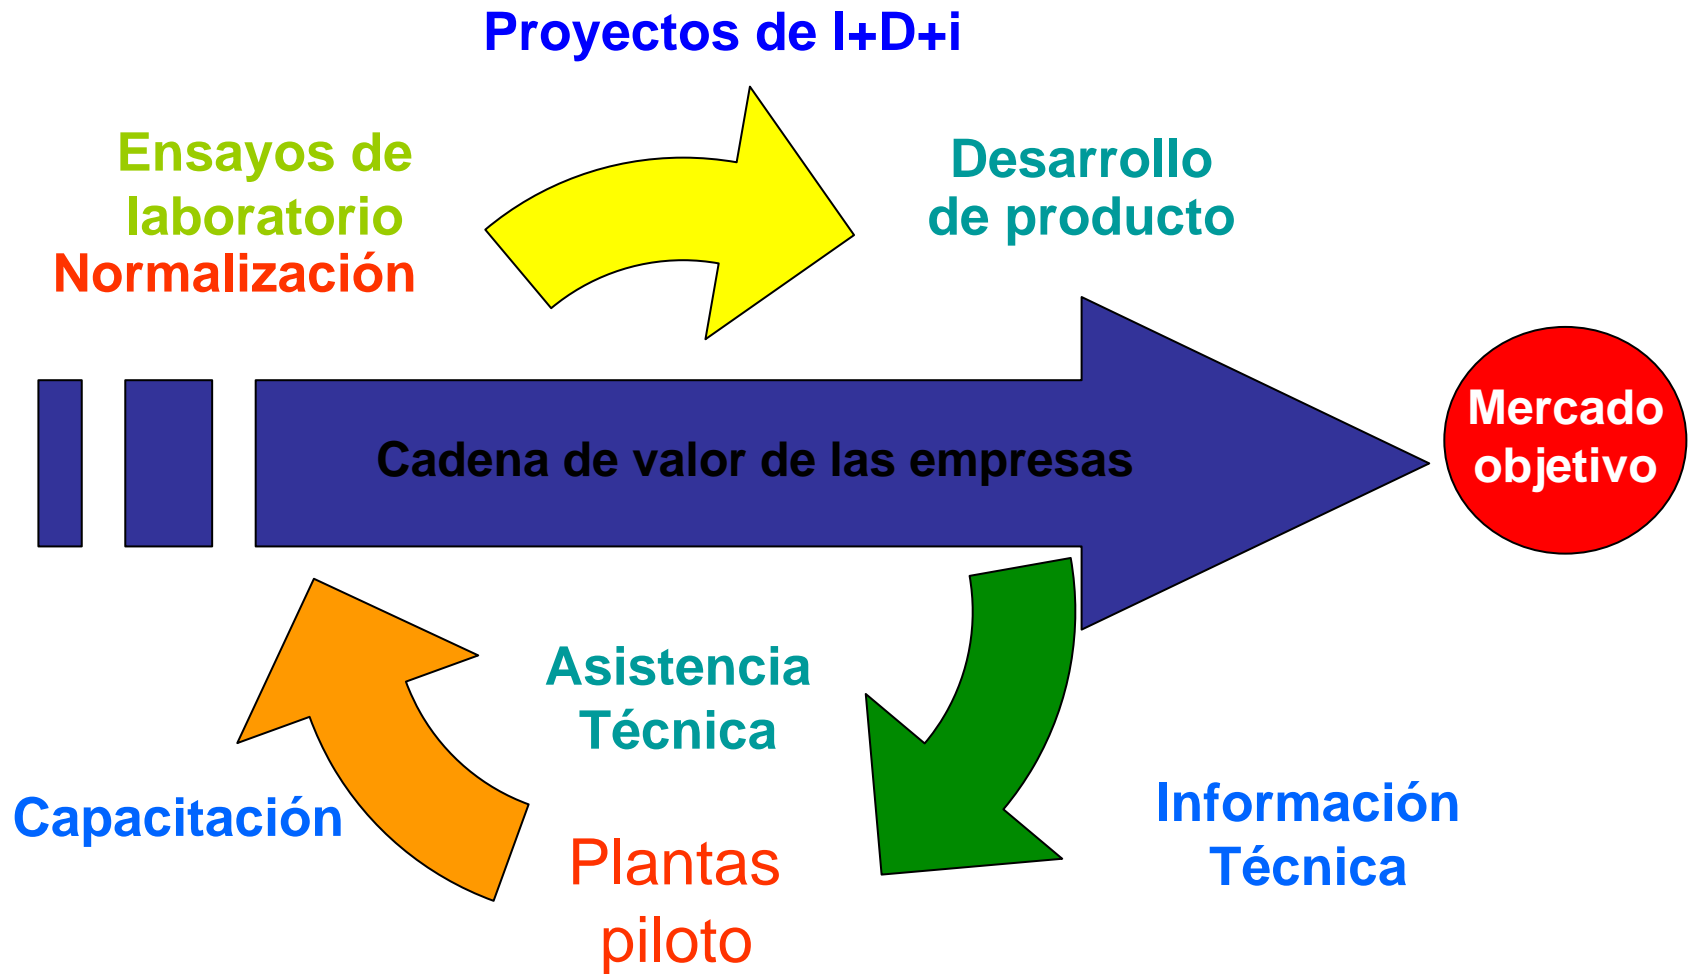 Proyectos de I+D+i
Ensayos de
laboratorio
Normalización
Desarrollo
de producto
Cadena de valor de las empresas
Mercado
objetivo
Asistencia
Técnica
Capacitación
Información
Técnica
Plantas
piloto